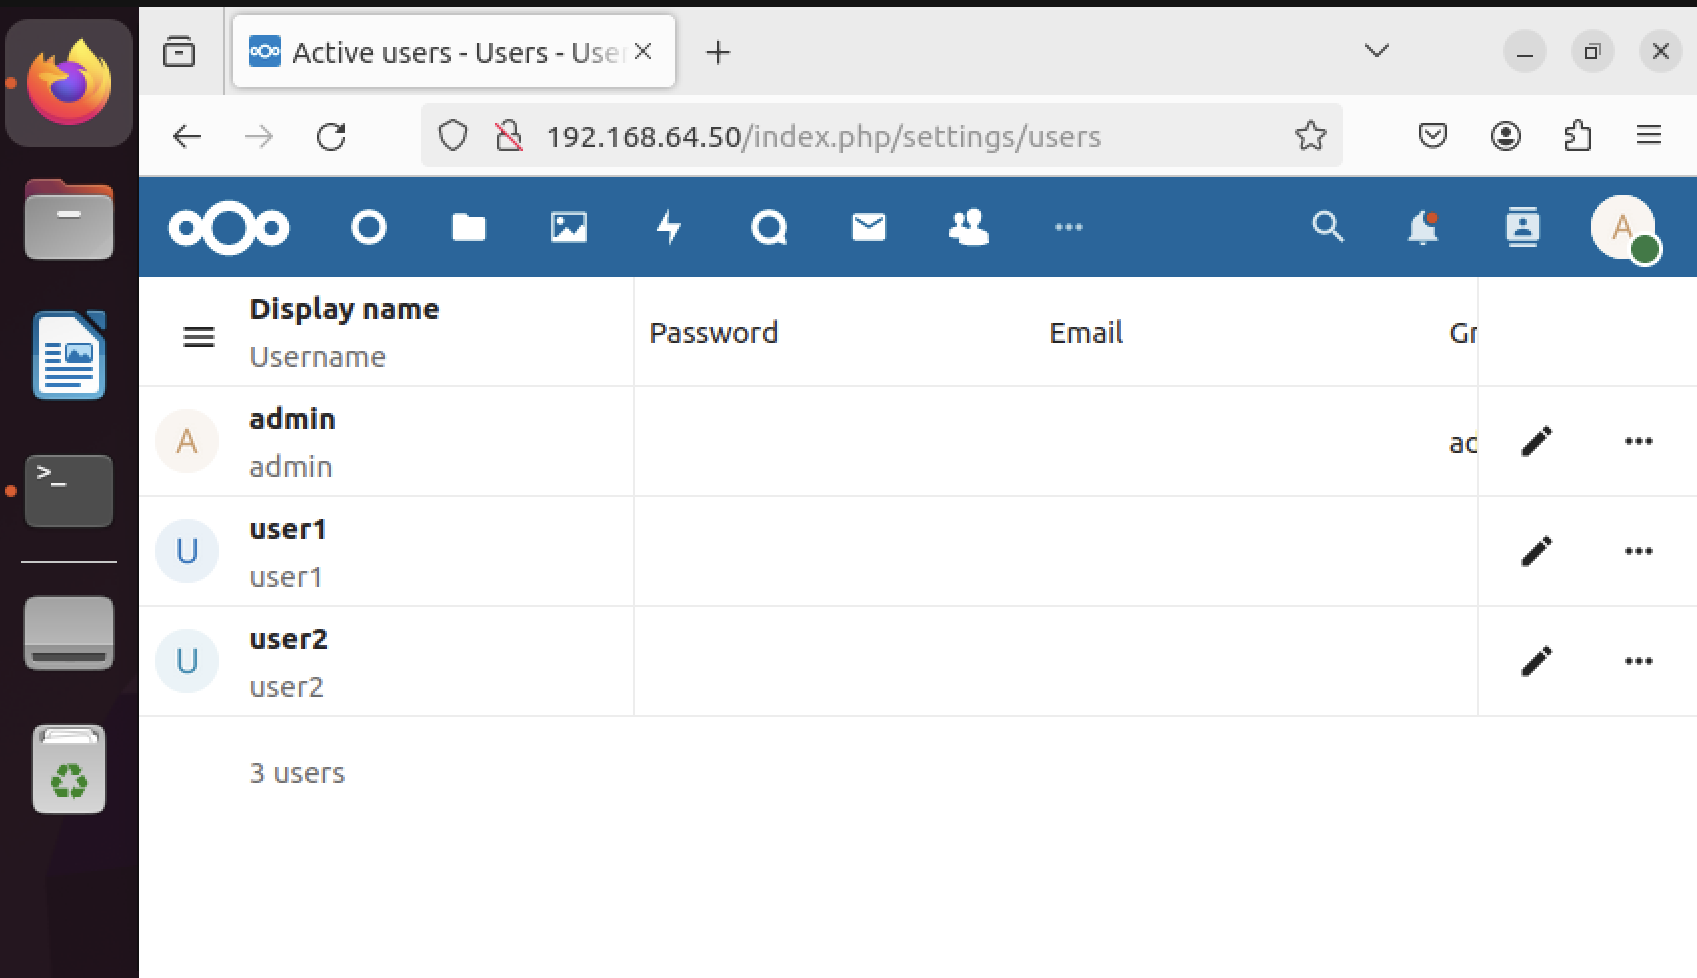 Active users - Users - User
192.168.64.50/index.php/settings/users
A
Display name
Username
Password
Email
Gr
A
admin
admin
ad
U
user1
user1
U
user2
user2
3 users
>_